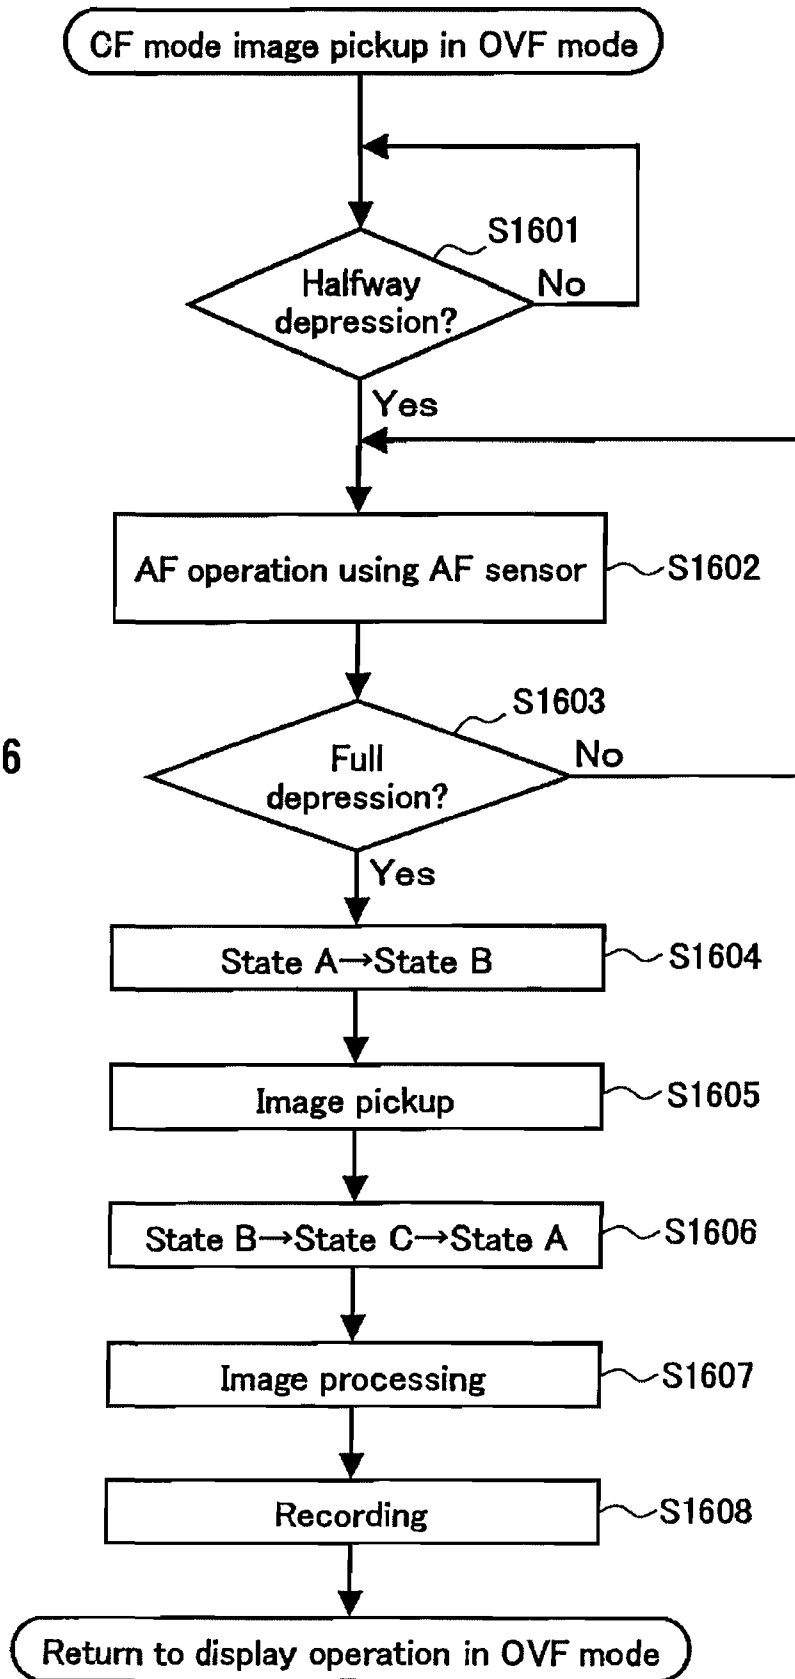 CF mode image pickup in OVF mode
S1601
Halfway
depression?
No
Yes
AF operation using AF sensor
S1602
S1603
Full
depression?
No
6
Yes
State A→State B
S1604
Image pickup
S1605
State B→State C→State A
S1606
Image processing
S1607
Recording
S1608
Return to display operation in OVF mode